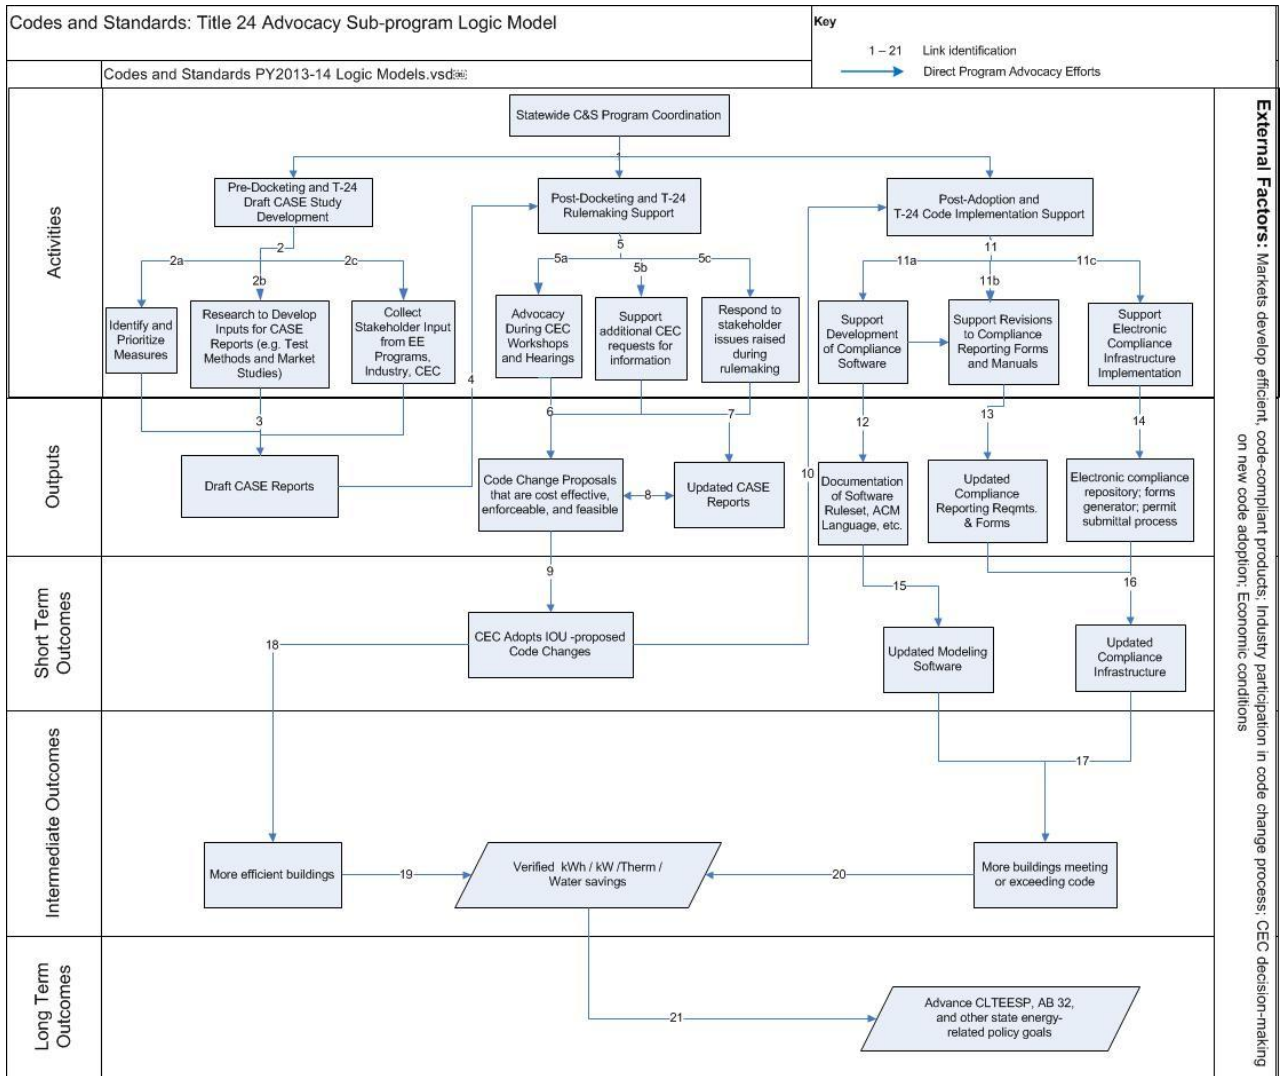 Codes and Standards: Title 24 Advocacy Sub-program Logic Model
Key
1 – 21 Link identification
Direct Program Advocacy Efforts
Codes and Standards PY2013-14 Logic Models.vsd
Activities
Statewide C&S Program Coordination
1
Pre-Docketing and T-24
Draft CASE Study
Development
Post-Docketing and T-24
Rulemaking Support
Post-Adoption and
T-24 Code Implementation Support
2
2a
2b
2c
5
5a
5b
5c
11
11a
11b
11c
Identify and
Prioritize
Measures
Research to Develop
Inputs for CASE
Reports (e.g. Test
Methods and Market
Studies)
Collect
Stakeholder Input
from EE
Programs,
Industry, CEC
Advocacy
During CEC
Workshops
and Hearings
Support
additional CEC
requests for
information
Respond to
stakeholder
issues raised
during
rulemaking
Support
Development
of Compliance
Software
Support Revisions
to Compliance
Reporting Forms
and Manuals
Support
Electronic
Compliance
Infrastructure
Implementation
Outputs
3
4
6
7
12
13
14
Draft CASE Reports
Code Change Proposals
that are cost effective,
enforceable, and feasible
8
Updated CASE
Reports
10
Documentation
of Software
Ruleset, ACM
Language, etc.
Updated
Compliance
Reporting Reqmts.
& Forms
Electronic compliance
repository; forms
generator; permit
submittal process
Short Term
Outcomes
9
15
16
18
CEC Adopts IOU -proposed
Code Changes
Updated Modeling
Software
Updated
Compliance
Infrastructure
Intermediate Outcomes
17
More efficient buildings
19
Verified kWh / kW /Therm /
Water savings
20
More buildings meeting
or exceeding code
Long Term
Outcomes
21
Advance CLTEESP, AB 32,
and other state energy-
related policy goals
External Factors: Markets develop efficient, code-compliant products; Industry participation in code change process; CEC decision-making
on new code adoption; Economic conditions